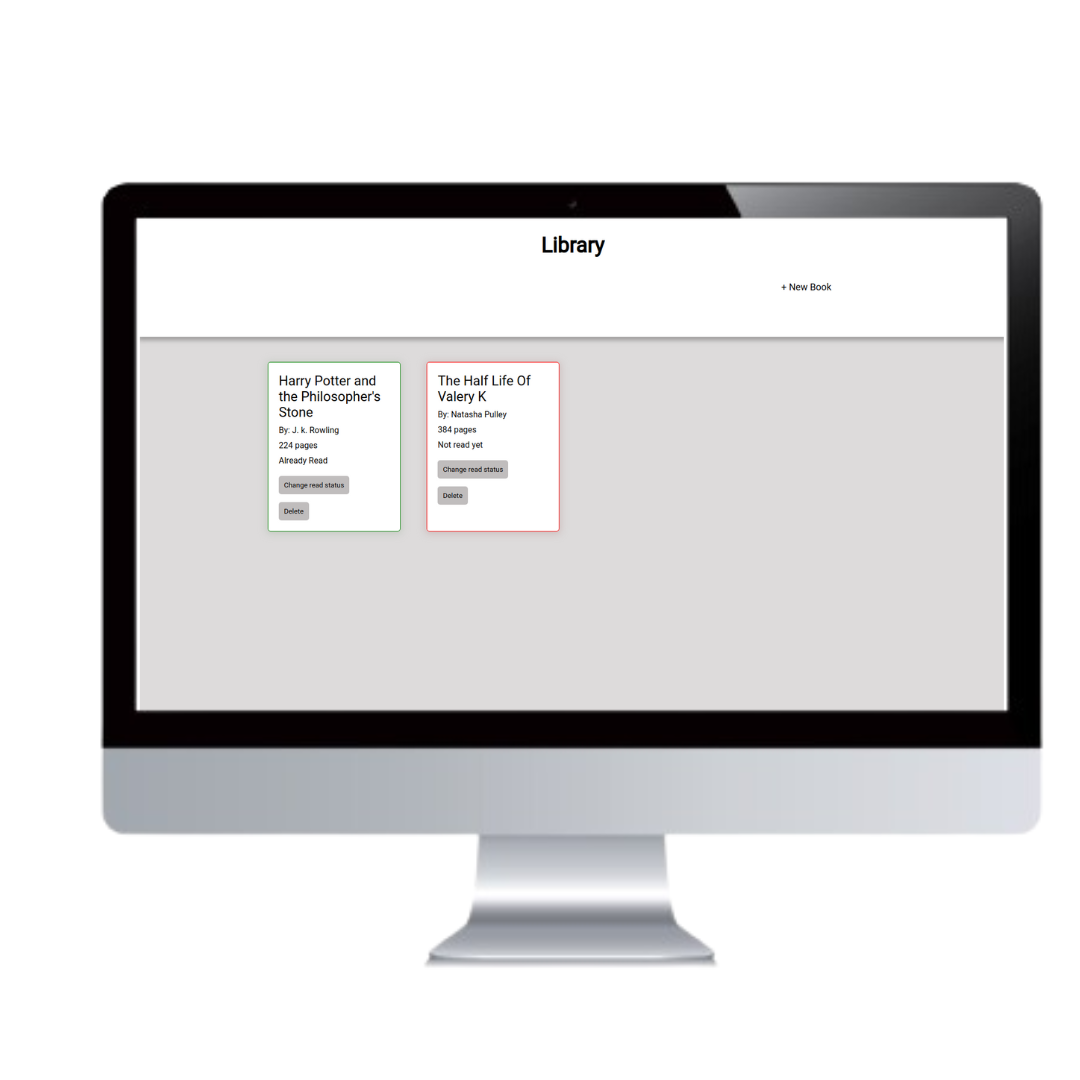 Library
+ New Book
Harry Potter and
the Philosopher's
Stone
By: J. k. Rowling
224 pages
Already Read
Change read status
Delete
The Half Life Of
Valery K
By: Natasha Pulley
384 pages
Not read yet
Change read status
Delete